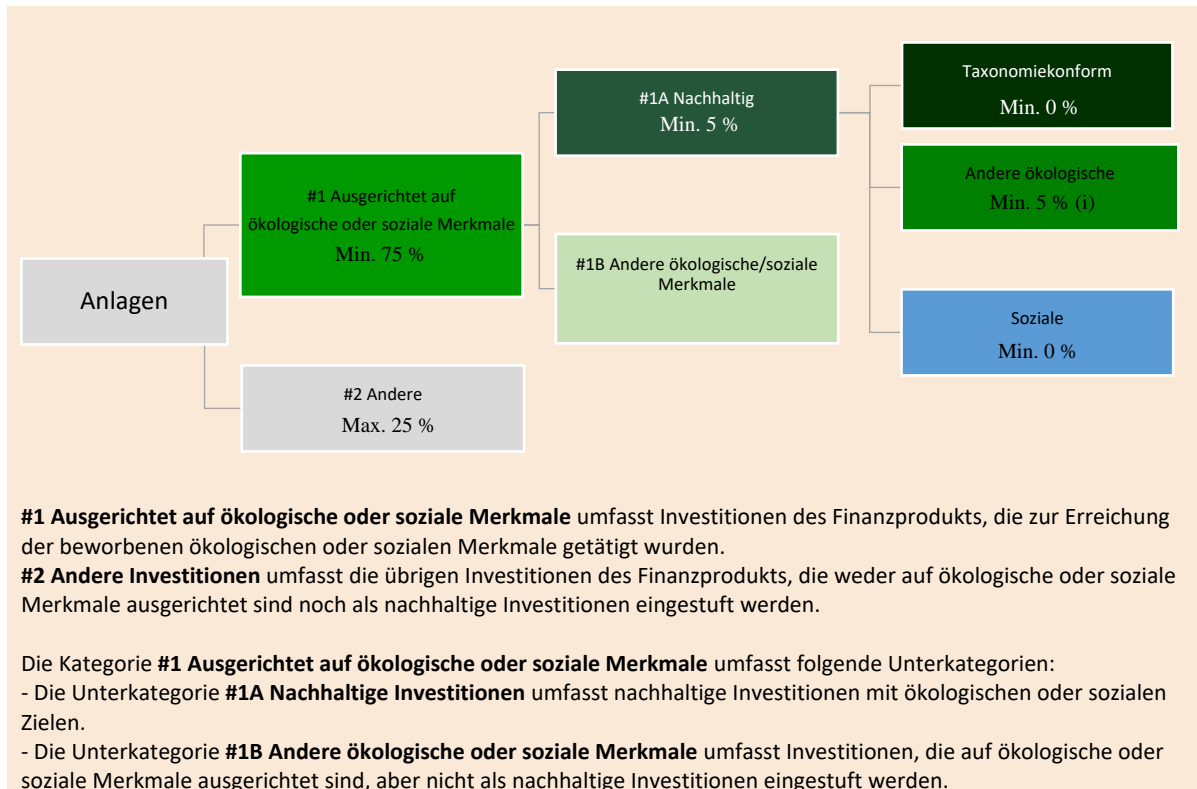 Anlagen
#1 Ausgerichtet auf
ökologische oder soziale Merkmale
Min. 75 %
#2 Andere
Max. 25 %
#1A Nachhaltig
Min. 5 %
#1B Andere ökologische/soziale
Merkmale
Taxonomiekonform
Min. 0 %
Andere ökologische
Min. 5 % (i)
Soziale
Min. 0 %
#1 Ausgerichtet auf ökologische oder soziale Merkmale umfasst Investitionen des Finanzprodukts, die zur Erreichung
der beworbenen ökologischen oder sozialen Merkmale getätigt wurden.
#2 Andere Investitionen umfasst die übrigen Investitionen des Finanzprodukts, die weder auf ökologische oder soziale
Merkmale ausgerichtet sind noch als nachhaltige Investitionen eingestuft werden.
Die Kategorie #1 Ausgerichtet auf ökologische oder soziale Merkmale umfasst folgende Unterkategorien:
- Die Unterkategorie #1A Nachhaltige Investitionen umfasst nachhaltige Investitionen mit ökologischen oder sozialen
Zielen.
- Die Unterkategorie #1B Andere ökologische oder soziale Merkmale umfasst Investitionen, die auf ökologische oder
soziale Merkmale ausgerichtet sind, aber nicht als nachhaltige Investitionen eingestuft werden.